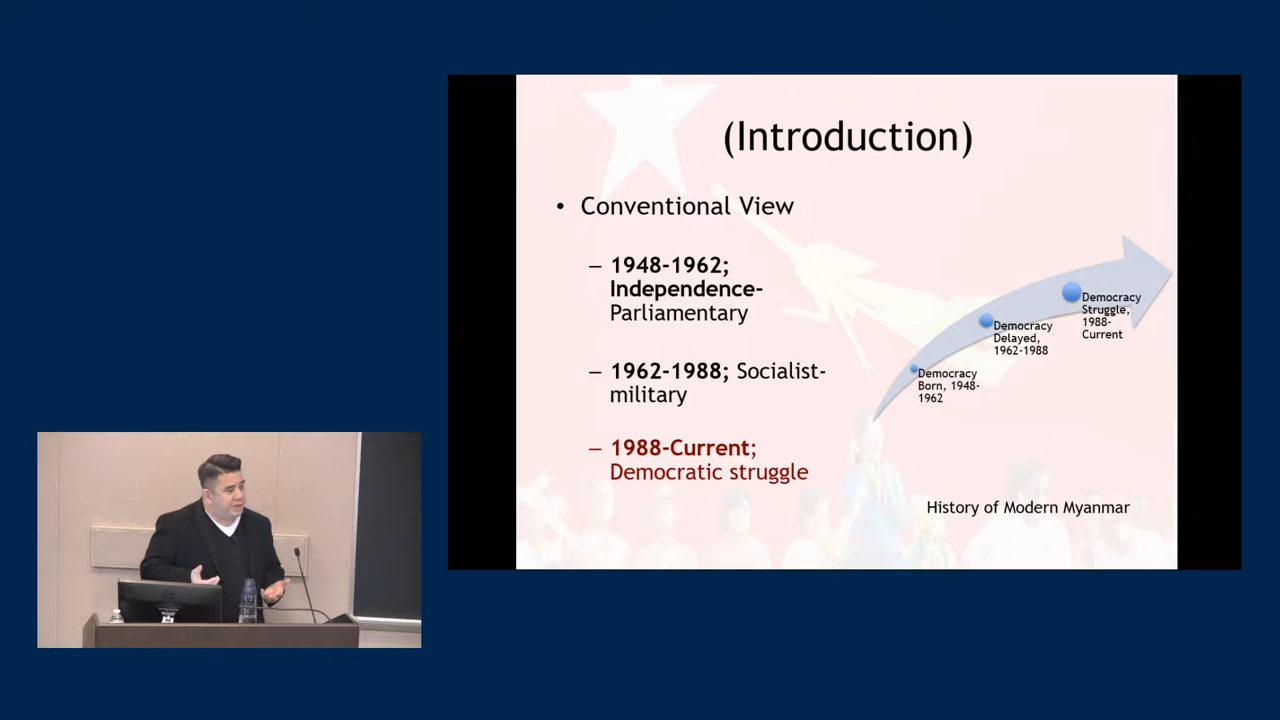 (Introduction)
• Conventional View
– 1948-1962;
Independence-
Parliamentary
– 1962-1988; Socialist-
military
– 1988-Current;
Democratic struggle
Democracy
Born, 1948-
1962
Democracy
Delayed,
1962-1988
Democracy
Struggle,
1988-
Current
History of Modern Myanmar